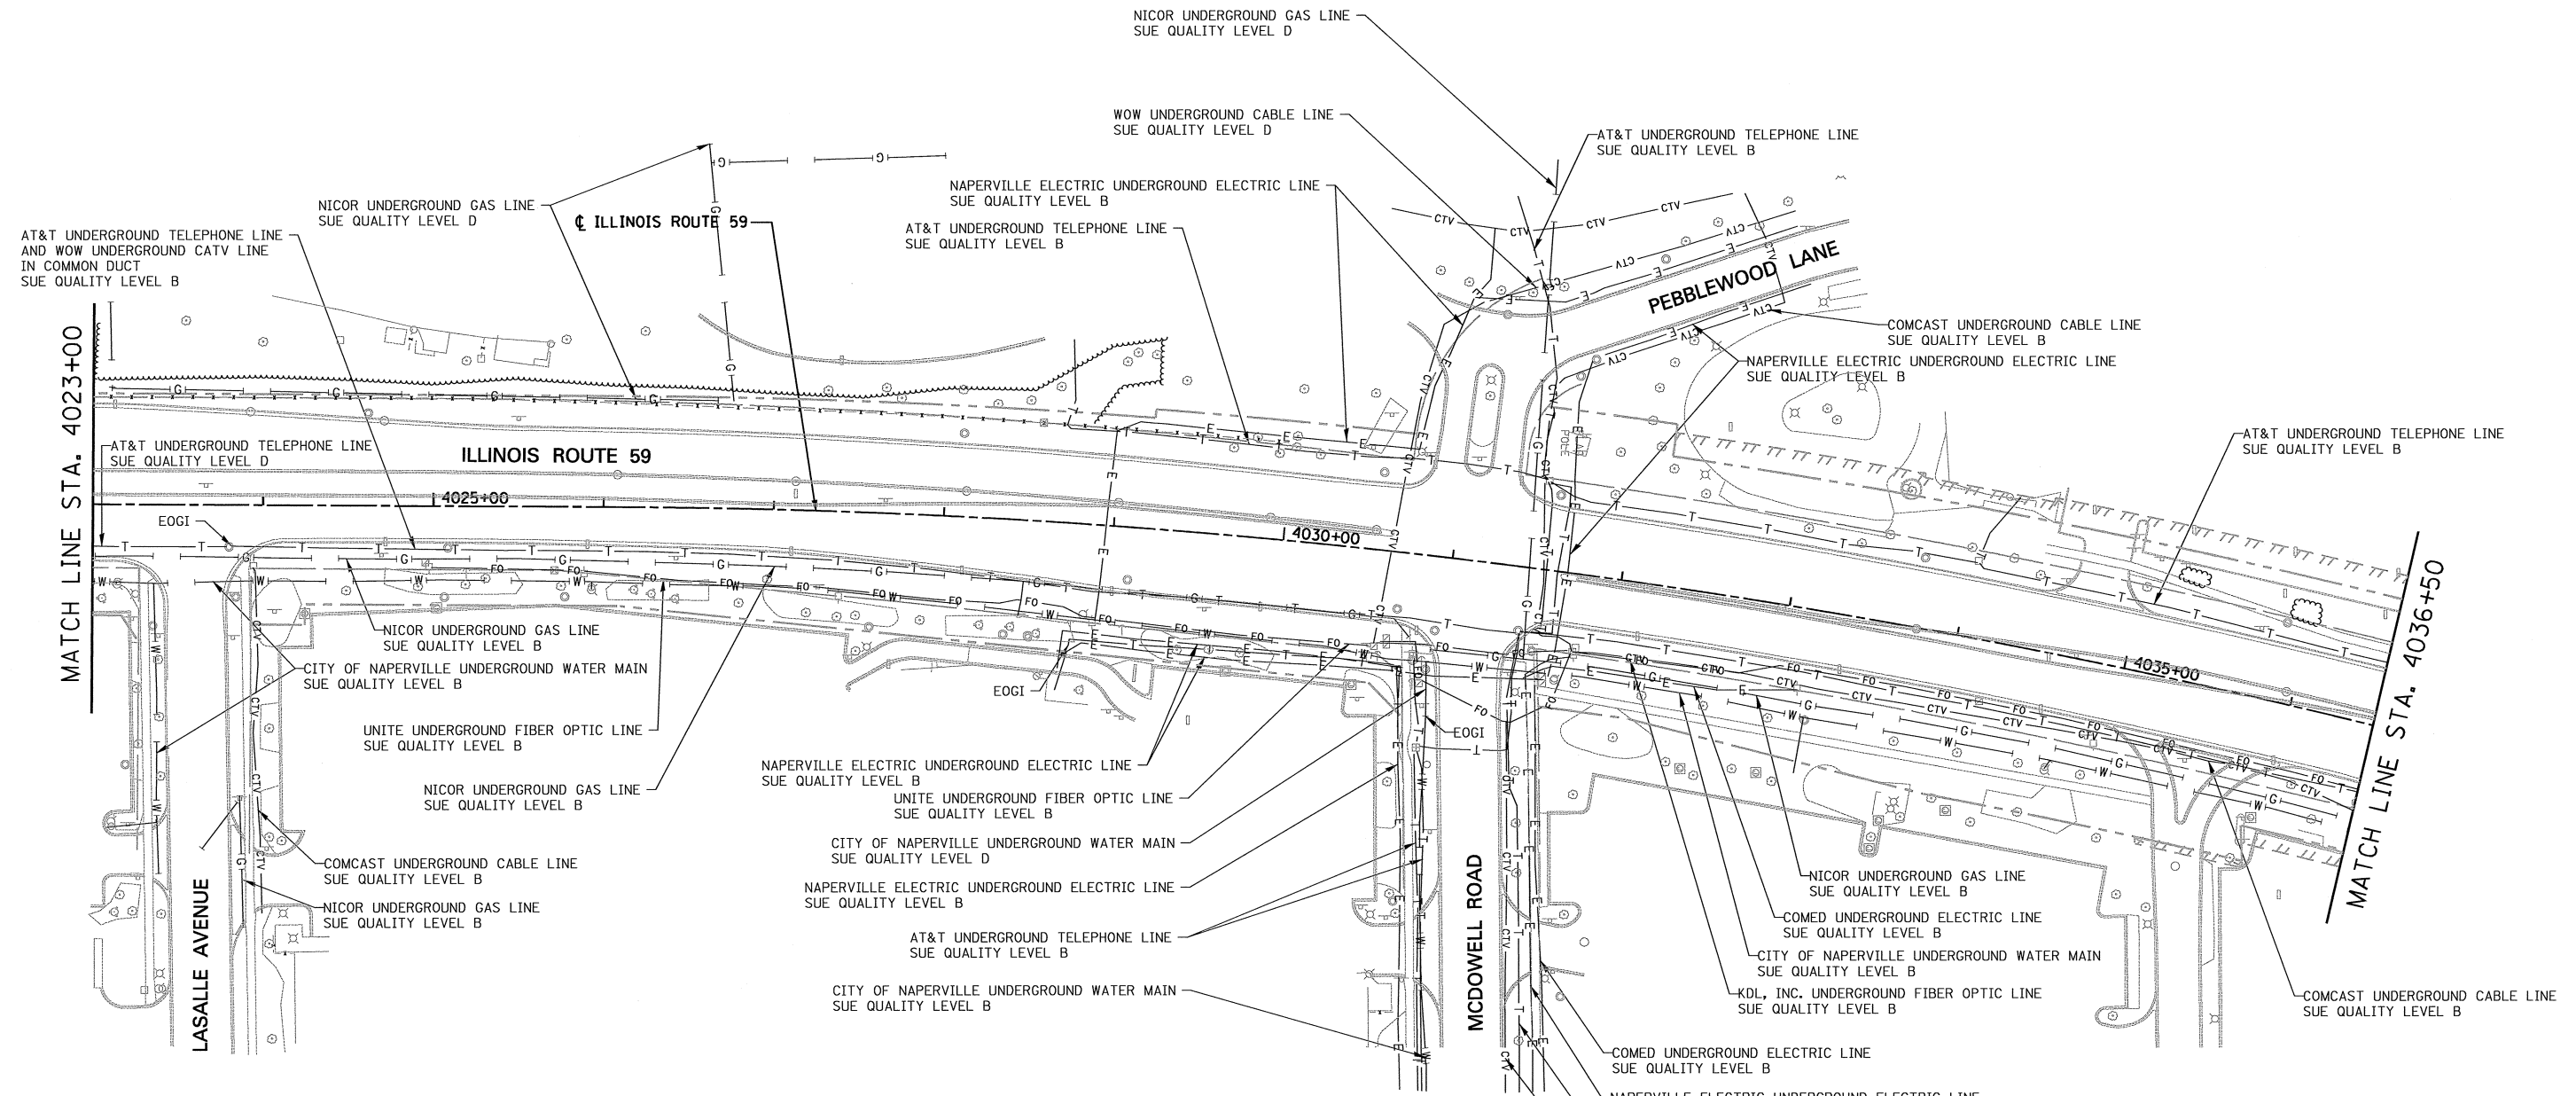 NICOR UNDERGROUND GAS LINE
SUE QUALITY LEVEL D
WOW UNDERGROUND CABLE LINE
SUE QUALITY LEVEL D
AT&T UNDERGROUND TELEPHONE LINE
SUE QUALITY LEVEL B
NAPERVILLE ELECTRIC UNDERGROUND ELECTRIC LINE
SUE QUALITY LEVEL B
NICOR UNDERGROUND GAS LINE
SUE QUALITY LEVEL D
℄ ILLINOIS ROUTE 59
AT&T UNDERGROUND TELEPHONE LINE
SUE QUALITY LEVEL B
AT&T UNDERGROUND TELEPHONE LINE
AND WOW UNDERGROUND CATV LINE
IN COMMON DUCT
SUE QUALITY LEVEL B
PEBBLEWOOD LANE
COMCAST UNDERGROUND CABLE LINE
SUE QUALITY LEVEL B
NAPERVILLE ELECTRIC UNDERGROUND ELECTRIC LINE
SUE QUALITY LEVEL B
MATCH LINE STA. 4023+00
AT&T UNDERGROUND TELEPHONE LINE
SUE QUALITY LEVEL D
ILLINOIS ROUTE 59
POLE
AT&T UNDERGROUND TELEPHONE LINE
SUE QUALITY LEVEL B
4025+00
EOGI
4030+00
4035+00
MATCH LINE STA. 4036+50
NICOR UNDERGROUND GAS LINE
SUE QUALITY LEVEL B
CITY OF NAPERVILLE UNDERGROUND WATER MAIN
SUE QUALITY LEVEL B
EOGI
UNITE UNDERGROUND FIBER OPTIC LINE
SUE QUALITY LEVEL B
EOGI
NAPERVILLE ELECTRIC UNDERGROUND ELECTRIC LINE
SUE QUALITY LEVEL B
NICOR UNDERGROUND GAS LINE
SUE QUALITY LEVEL B
UNITE UNDERGROUND FIBER OPTIC LINE
SUE QUALITY LEVEL B
CITY OF NAPERVILLE UNDERGROUND WATER MAIN
SUE QUALITY LEVEL D
COMCAST UNDERGROUND CABLE LINE
SUE QUALITY LEVEL B
NAPERVILLE ELECTRIC UNDERGROUND ELECTRIC LINE
SUE QUALITY LEVEL B
NICOR UNDERGROUND GAS LINE
SUE QUALITY LEVEL B
LASALLE AVENUE
AT&T UNDERGROUND TELEPHONE LINE
SUE QUALITY LEVEL B
CITY OF NAPERVILLE UNDERGROUND WATER MAIN
SUE QUALITY LEVEL B
MCDOWELL ROAD
NICOR UNDERGROUND GAS LINE
SUE QUALITY LEVEL B
COMED UNDERGROUND ELECTRIC LINE
SUE QUALITY LEVEL B
CITY OF NAPERVILLE UNDERGROUND WATER MAIN
SUE QUALITY LEVEL B
KDL, INC. UNDERGROUND FIBER OPTIC LINE
SUE QUALITY LEVEL B
COMCAST UNDERGROUND CABLE LINE
SUE QUALITY LEVEL B
COMED UNDERGROUND ELECTRIC LINE
SUE QUALITY LEVEL B
NAPERVILLE ELECTRIC UNDERGROUND ELECTRIC LINE